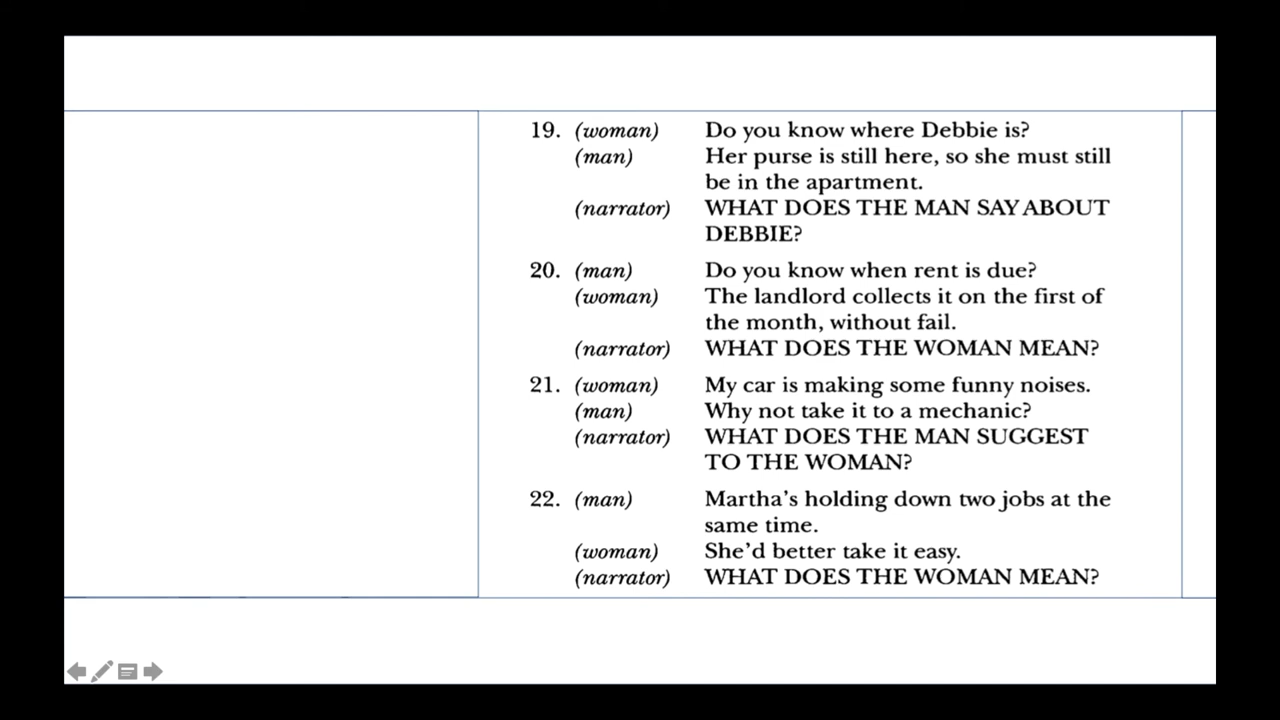 19. (woman) Do you know where Debbie is?
(man) Her purse is still here, so she must still
be in the apartment.
(narrator) WHAT DOES THE MAN SAY ABOUT
DEBBIE?
20. (man) Do you know when rent is due?
(woman) The landlord collects it on the first of
the month, without fail.
(narrator) WHAT DOES THE WOMAN MEAN?
21. (woman) My car is making some funny noises.
(man) Why not take it to a mechanic?
(narrator) WHAT DOES THE MAN SUGGEST
TO THE WOMAN?
22. (man) Martha's holding down two jobs at the
same time.
(woman) She'd better take it easy.
(narrator) WHAT DOES THE WOMAN MEAN?